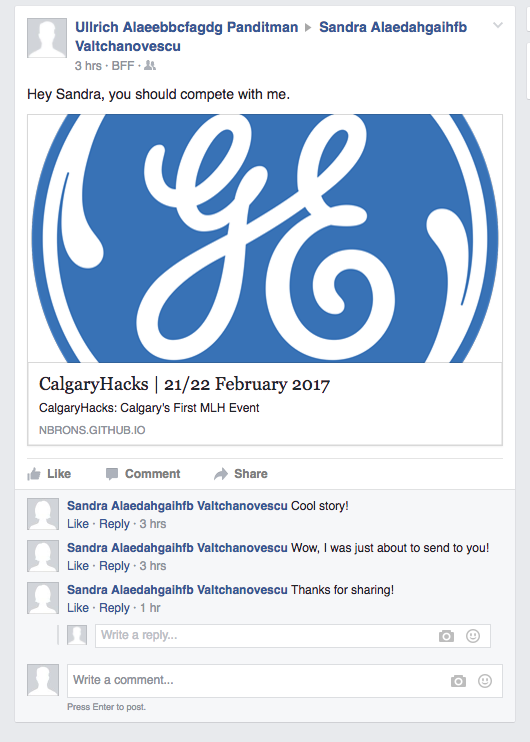 Ullrich Alaeebbcfagdg Panditman ▸ Sandra Alaedahgaihfb
Valtchanovescu
3 hrs · BFF ·
Hey Sandra, you should compete with me.
GE
CalgaryHacks | 21/22 February 2017
CalgaryHacks: Calgary's First MLH Event
NBRONS.GITHUB.IO
Like Comment Share
Sandra Alaedahgaihfb Valtchanovescu Cool story!
Like · Reply · 3 hrs
Sandra Alaedahgaihfb Valtchanovescu Wow, I was just about to send to you!
Like · Reply · 3 hrs
Sandra Alaedahgaihfb Valtchanovescu Thanks for sharing!
Like · Reply · 1 hr
Write a reply...
Write a comment...
Press Enter to post.